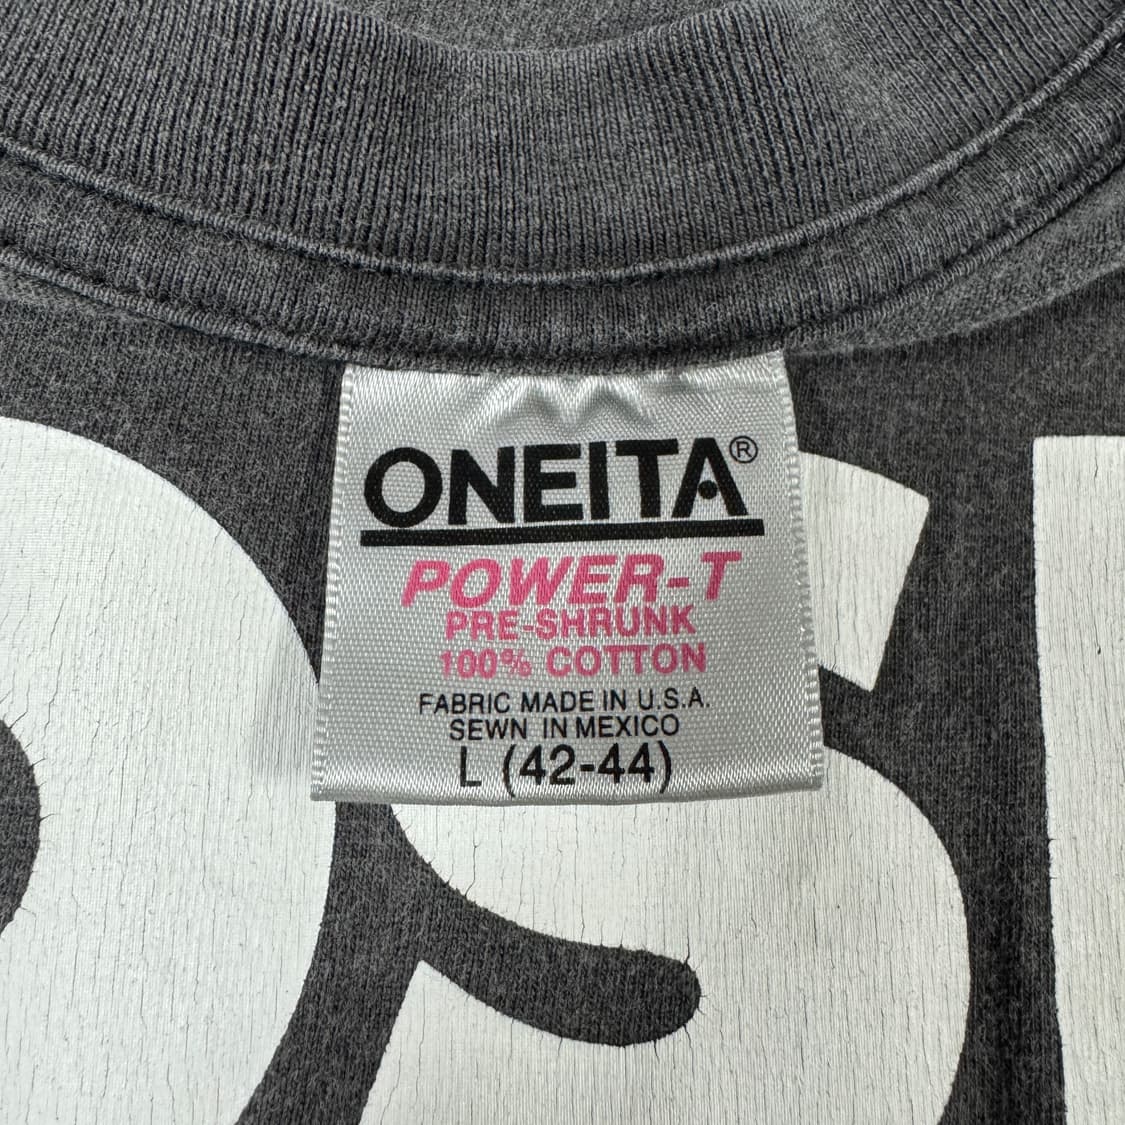 ONEITA®
POWER-T
PRE-SHRUNK
100% COTTON
FABRIC MADE IN U.S.A.
SEWN IN MEXICO
L (42-44)